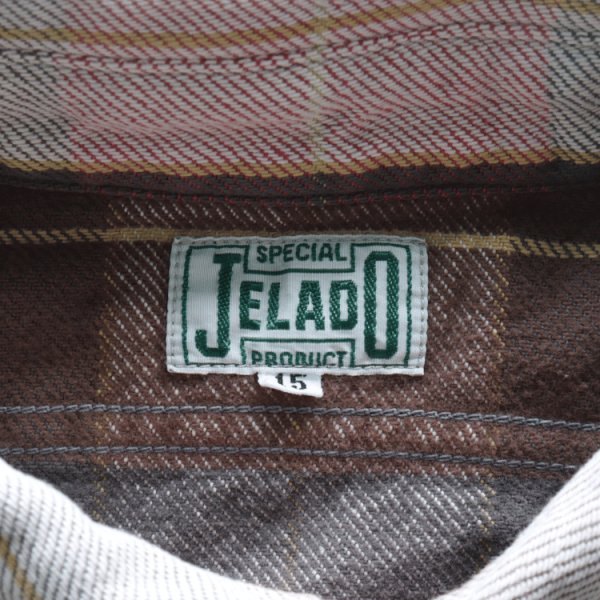 SPECIAL
JELADO
PRODUCT
15